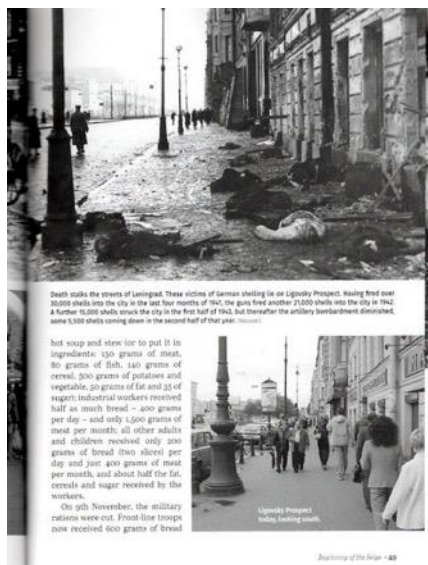 Death stalks the streets of Leningrad. These victims of German shelling lie on Ligovsky Prospect. Having fired over
30,000 shells into the city in the last four months of 1941, the guns fired another 21,000 shells into the city in 1942.
A further 15,000 shells struck the city in the first half of 1943, but thereafter the artillery bombardment diminished,
some 5,500 shells coming down in the second half of that year.
hot soup and stew (or to put it in
ingredients: 150 grams of meat,
80 grams of fish, 140 grams of
cereal, 500 grams of potatoes and
vegetable, 50 grams of fat and 35 of
sugar); industrial workers received
half as much bread – 400 grams
per day – and only 1,500 grams of
meat per month; all other adults
and children received only 200
grams of bread (two slices) per
day and just 400 grams of meat
per month, and about half the fat,
cereals and sugar received by the
workers.
On 9th November, the military
rations were cut. Front-line troops
now received 600 grams of bread
Ligovsky Prospect
today, looking south.
Beginning of the Seige • 49